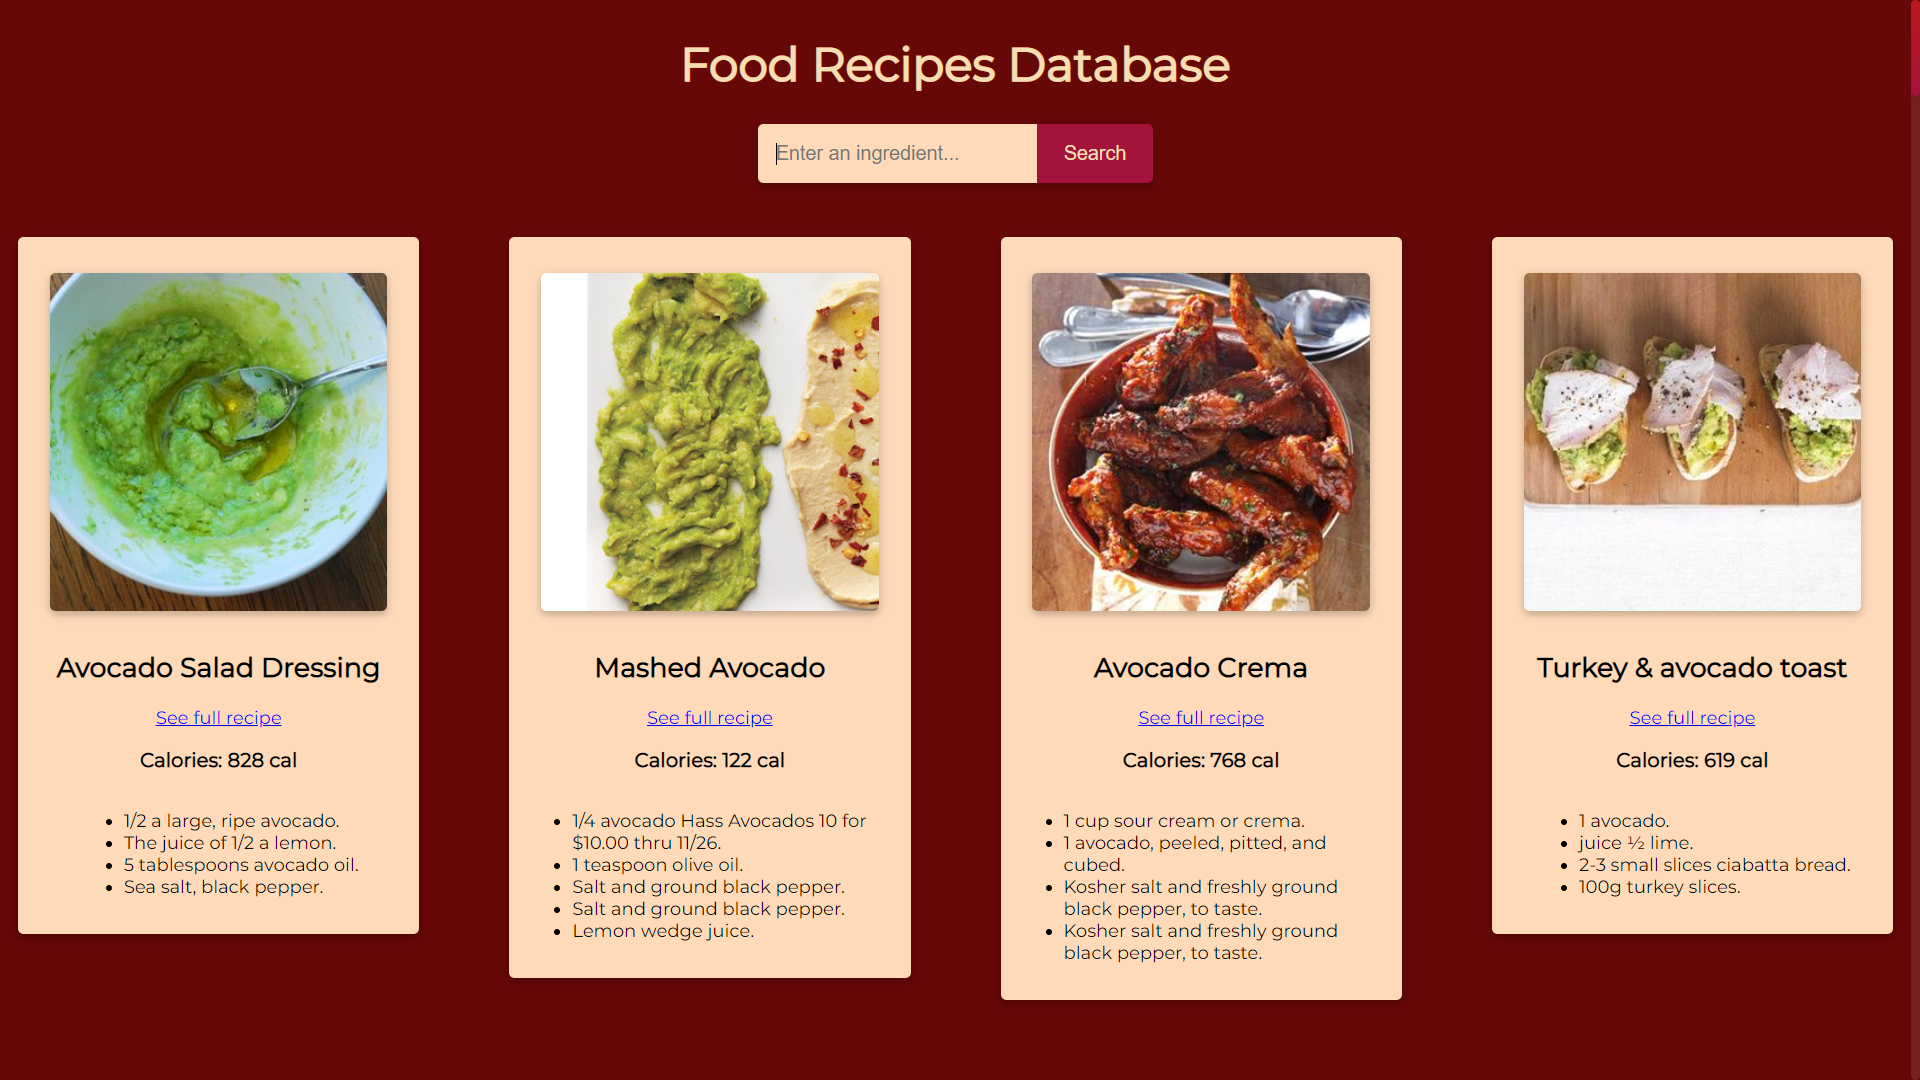 Food Recipes Database
Enter an ingredient...
Search
Avocado Salad Dressing
See full recipe
Calories: 828 cal
1/2 a large, ripe avocado.
The juice of 1/2 a lemon.
5 tablespoons avocado oil.
Sea salt, black pepper.
Mashed Avocado
See full recipe
Calories: 122 cal
1/4 avocado Hass Avocados 10 for
$10.00 thru 11/26.
1 teaspoon olive oil.
Salt and ground black pepper.
Salt and ground black pepper.
Lemon wedge juice.
Avocado Crema
See full recipe
Calories: 768 cal
1 cup sour cream or crema.
1 avocado, peeled, pitted, and
cubed.
Kosher salt and freshly ground
black pepper, to taste.
Kosher salt and freshly ground
black pepper, to taste.
Turkey & avocado toast
See full recipe
Calories: 619 cal
1 avocado.
juice ½ lime.
2-3 small slices ciabatta bread.
100g turkey slices.